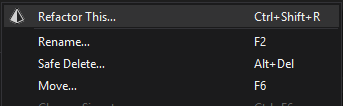 Refactor This... Ctrl+Shift+R
Rename... F2
Safe Delete... Alt+Del
Move... F6